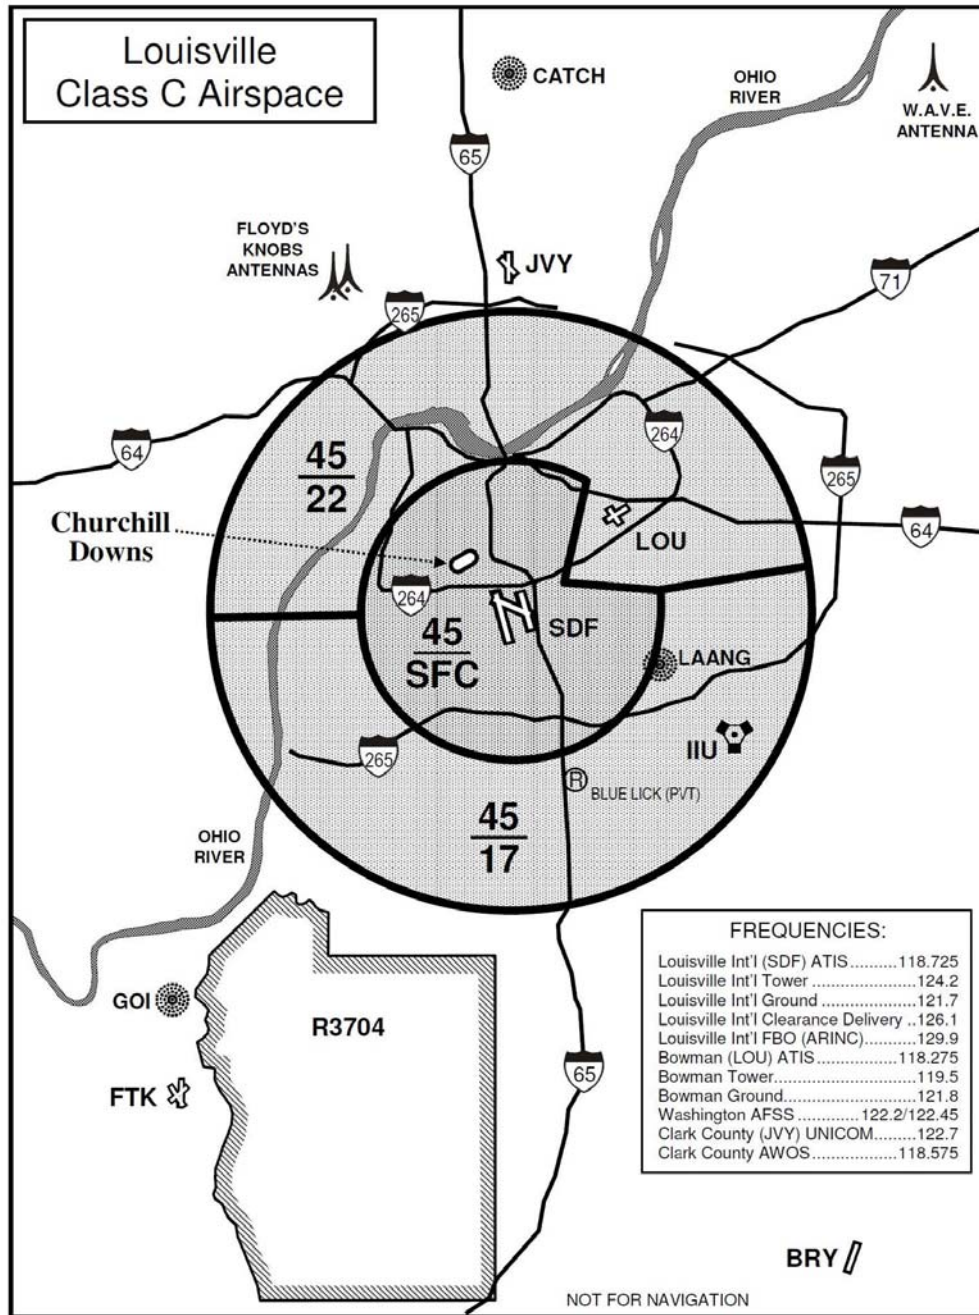 Louisville
Class C Airspace
CATCH
OHIO
RIVER
W.A.V.E.
ANTENNA
65
FLOYD'S
KNOBS
ANTENNAS
JVY
71
265
64
45
22
264
265
Churchill
Downs
LOU
64
264
SDF
45
SFC
LAANG
IIU
265
R
BLUE LICK (PVT)
45
17
OHIO
RIVER
GOI
R3704
FTK
65
FREQUENCIES:
Louisville Int'l (SDF) ATIS..........118.725
Louisville Int'l Tower .......................124.2
Louisville Int'l Ground .....................121.7
Louisville Int'l Clearance Delivery ..126.1
Louisville Int'l FBO (ARINC)..........129.9
Bowman (LOU) ATIS ................118.275
Bowman Tower...............................119.5
Bowman Ground.............................121.8
Washington AFSS ............122.2/122.45
Clark County (JVY) UNICOM.........122.7
Clark County AWOS.................118.575
BRY
NOT FOR NAVIGATION